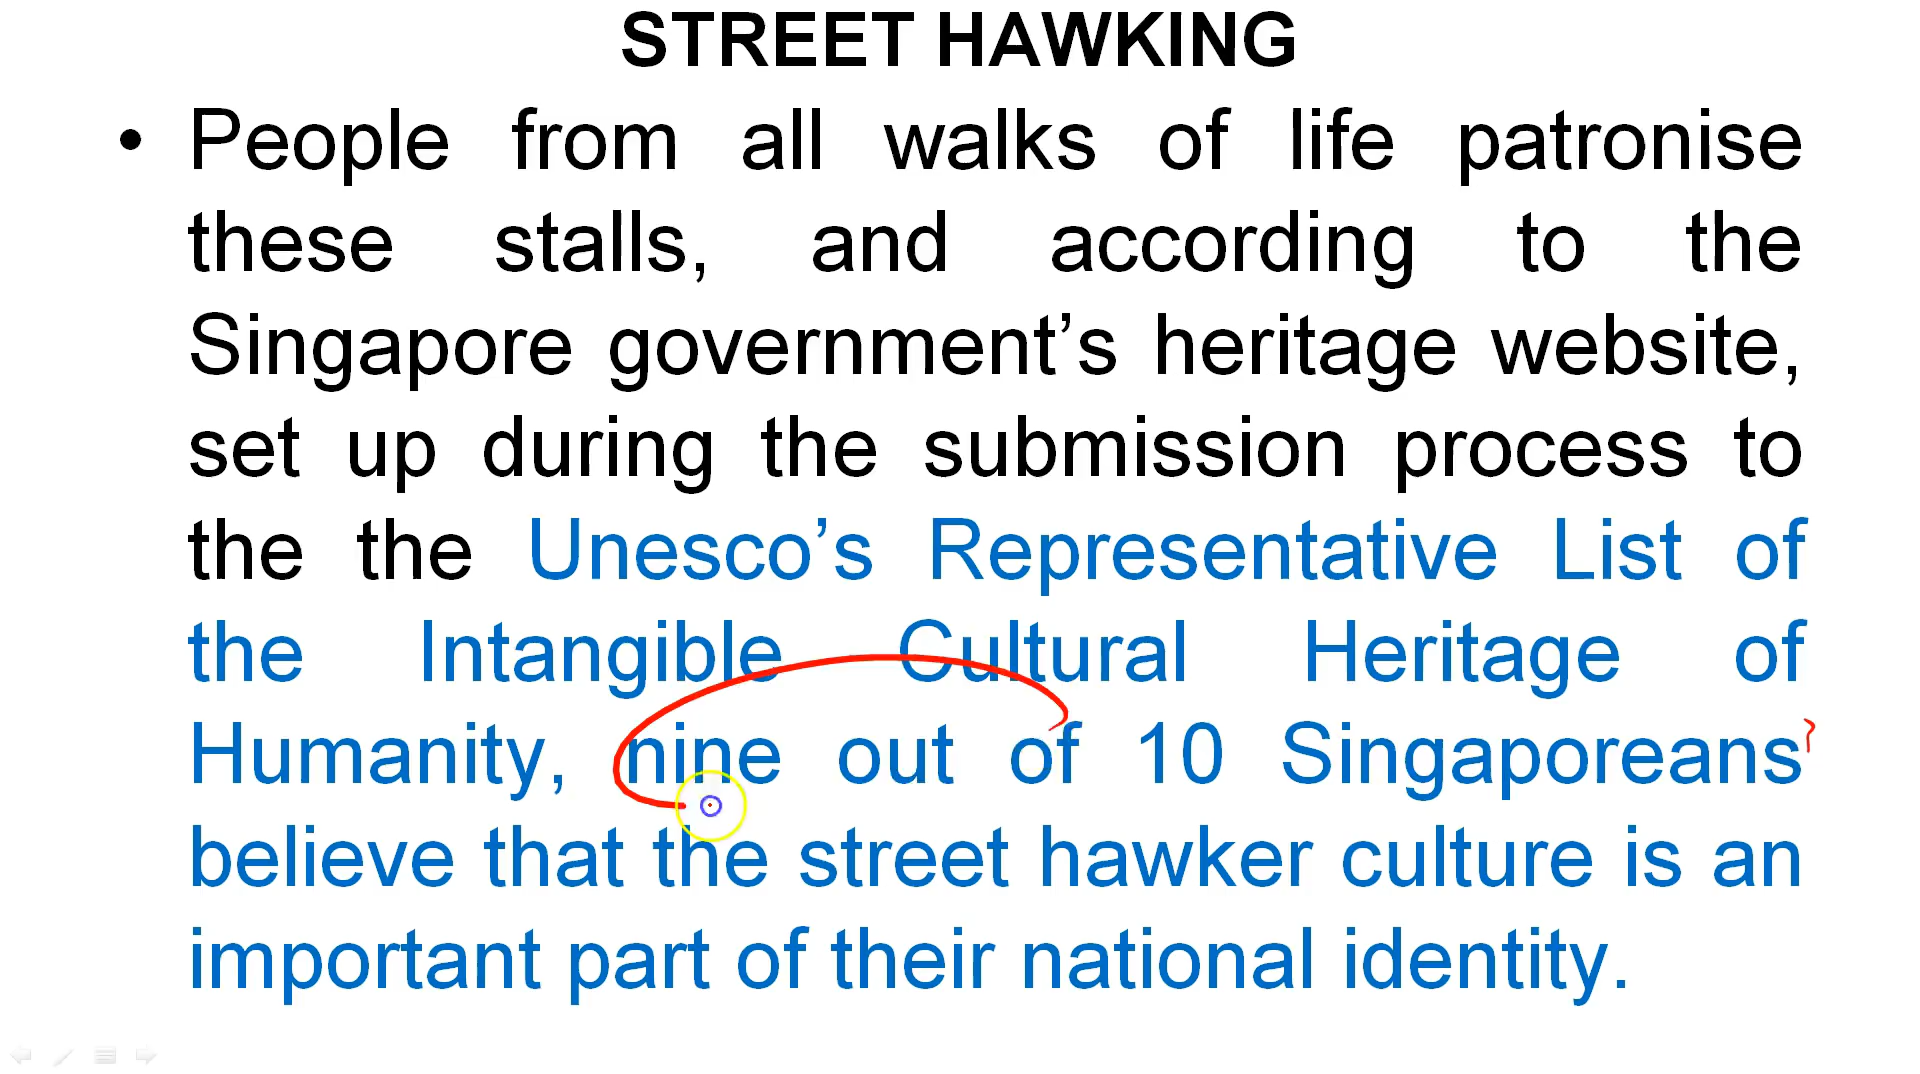 STREET HAWKING
• People from all walks of life patronise
these stalls, and according to the
Singapore government’s heritage website,
set up during the submission process to
the the Unesco’s Representative List of
the Intangible Cultural Heritage of
Humanity, nine out of 10 Singaporeans
believe that the street hawker culture is an
important part of their national identity.